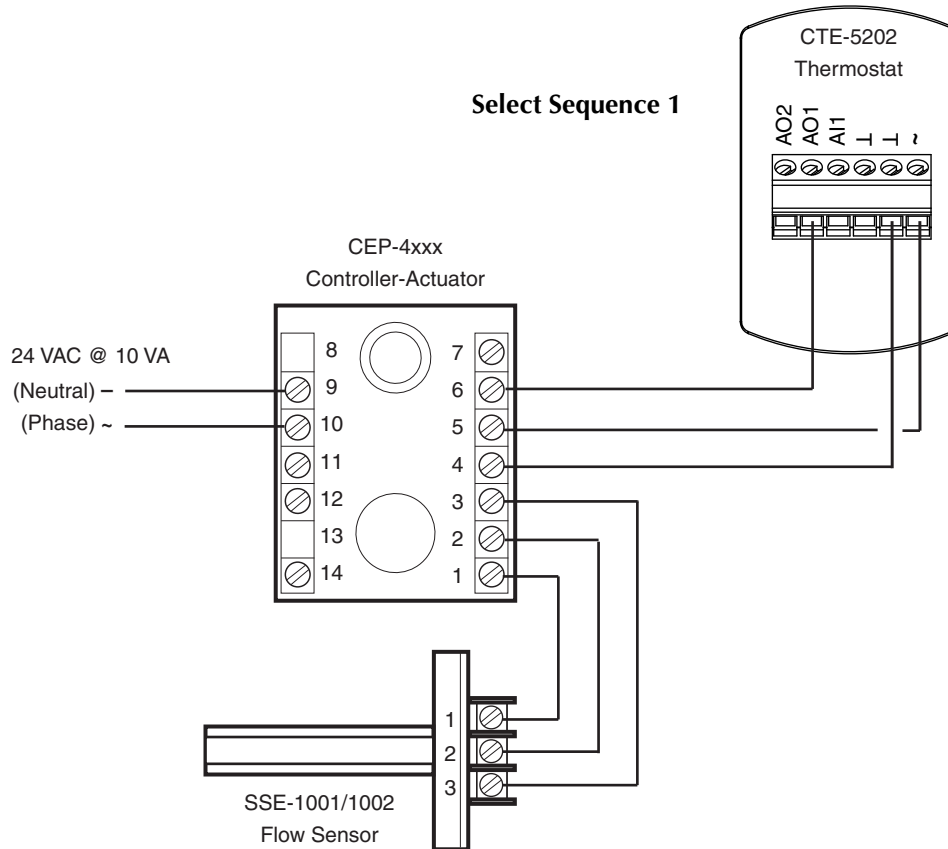 CTE-5202
Thermostat
Select Sequence 1
AO2
AO1
AI1
⊥
⊥
~
CEP-4xxx
Controller-Actuator
24 VAC @ 10 VA
(Neutral) –
(Phase) ~
8
9
10
11
12
13
14
7
6
5
4
3
2
1
1
2
3
SSE-1001/1002
Flow Sensor